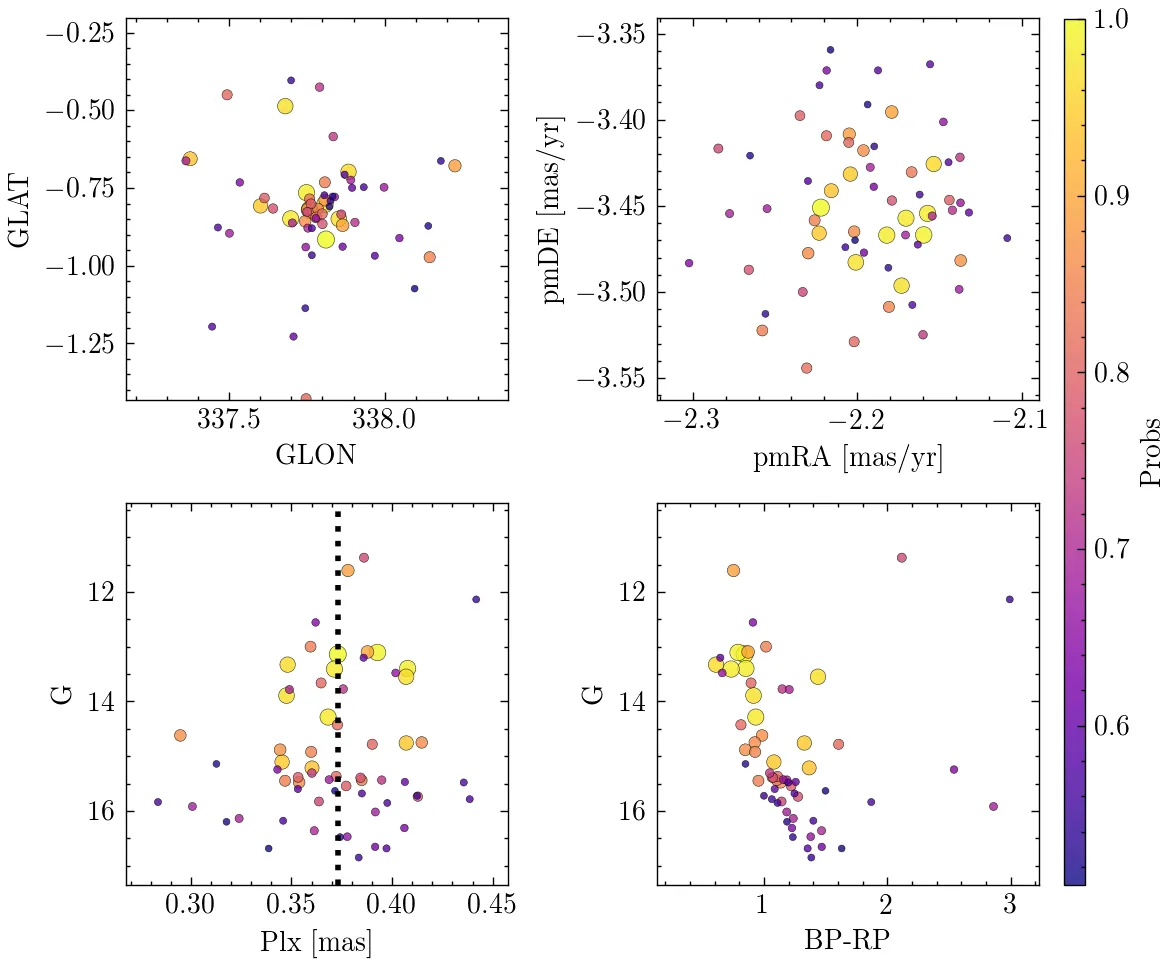 −0.25
−0.50
−0.75
−1.00
−1.25
GLAT
337.5 338.0
GLON
−3.35
−3.40
−3.45
−3.50
−3.55
pmDE [mas/yr]
−2.3 −2.2 −2.1
pmRA [mas/yr]
1.0
0.9
0.8
0.7
0.6
Probs
12
14
16
G
0.30 0.35 0.40 0.45
Plx [mas]
12
14
16
G
1 2 3
BP-RP